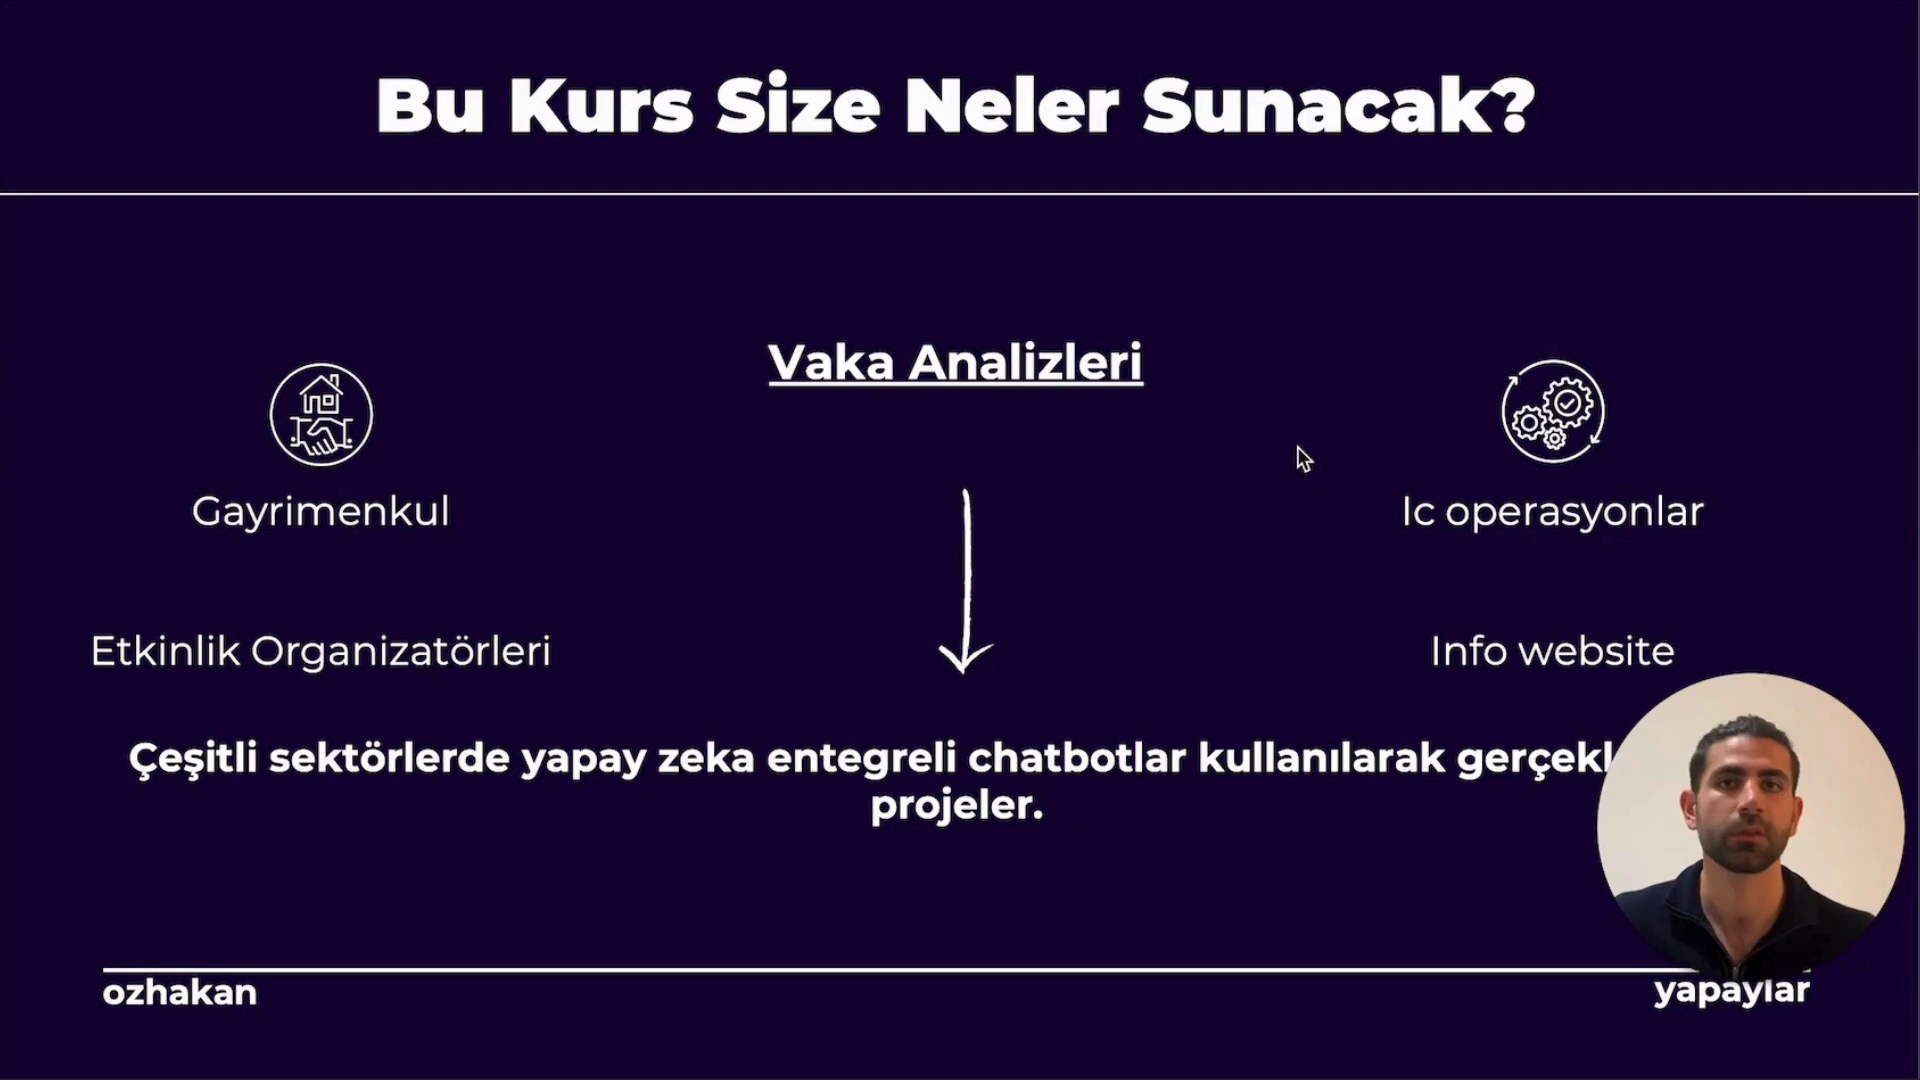 Bu Kurs Size Neler Sunacak?
Vaka Analizleri
Gayrimenkul
Ic operasyonlar
Etkinlik Organizatörleri
Info website
Çeşitli sektörlerde yapay zeka entegreli chatbotlar kullanılarak
projeler.
ozhakan
yapaylar